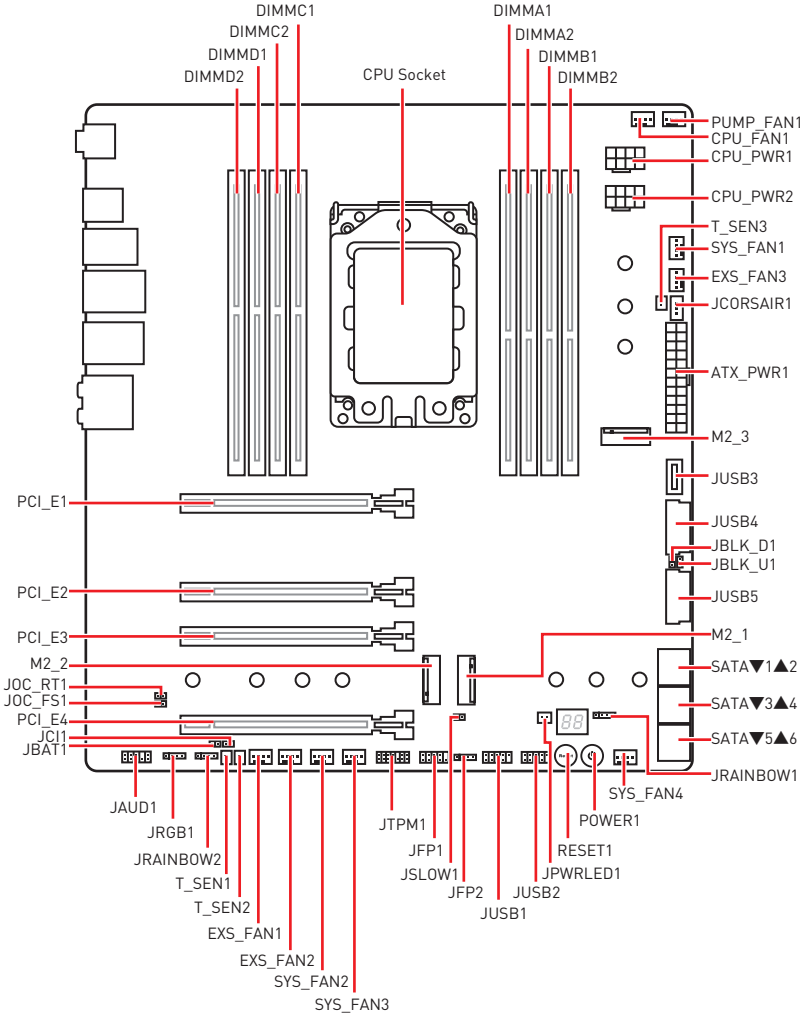 DIMMC1
DIMMC2
DIMMD1
DIMMD2
CPU Socket
DIMMA1
DIMMA2
DIMMB1
DIMMB2
PUMP_FAN1
CPU_FAN1
CPU_PWR1
CPU_PWR2
T_SEN3
SYS_FAN1
EXS_FAN3
JCORSAIR1
ATX_PWR1
M2_3
JUSB3
JUSB4
JBLK_D1
JBLK_U1
JUSB5
M2_1
SATA▼1▲2
SATA▼3▲4
SATA▼5▲6
JRAINBOW1
PCI_E1
PCI_E2
PCI_E3
M2_2
JOC_RT1
JOC_FS1
PCI_E4
JCI1
JBAT1
88
JAUD1
JRGB1
JRAINBOW2
T_SEN1
T_SEN2
EXS_FAN1
EXS_FAN2
SYS_FAN2
SYS_FAN3
JTPM1
JFP1
JSLOW1
JFP2
JUSB1
JUSB2
JPWRLED1
RESET1
POWER1
SYS_FAN4